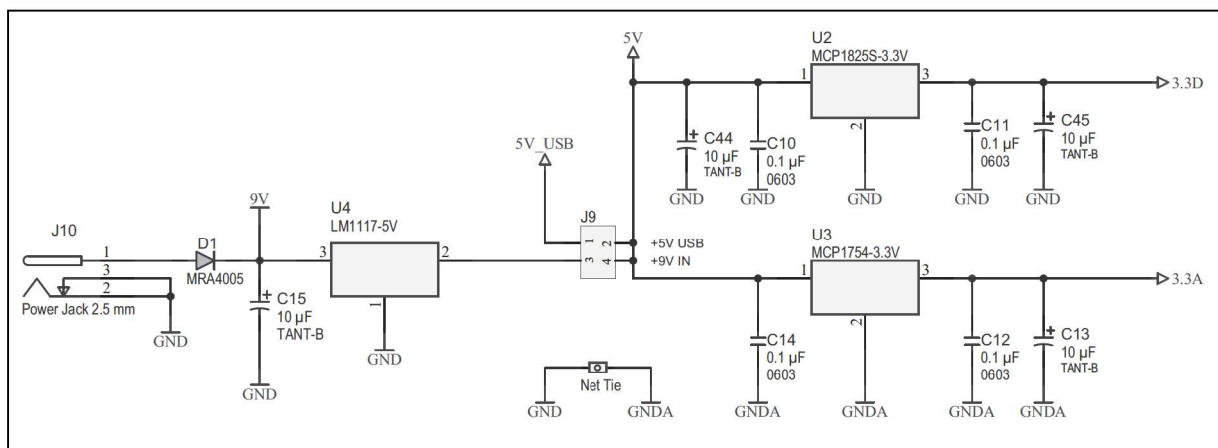 J10
1
3
2
Power Jack 2.5 mm
GND
D1
MRA4005
9V
C15
10 µF
TANT-B
GND
U4
LM1117-5V
3
2
1
GND
5V_USB
J9
1
2
3
4
+5V USB
+9V IN
5V
C44
10 µF
TANT-B
GND
C10
0.1 µF
0603
GND
U2
MCP1825S-3.3V
1
3
2
GND
C11
0.1 µF
0603
GND
C45
10 µF
TANT-B
GND
3.3D
U3
MCP1754-3.3V
1
3
2
GNDA
C14
0.1 µF
0603
GNDA
C12
0.1 µF
0603
GNDA
C13
10 µF
TANT-B
GNDA
3.3A
Net Tie
GND
GNDA